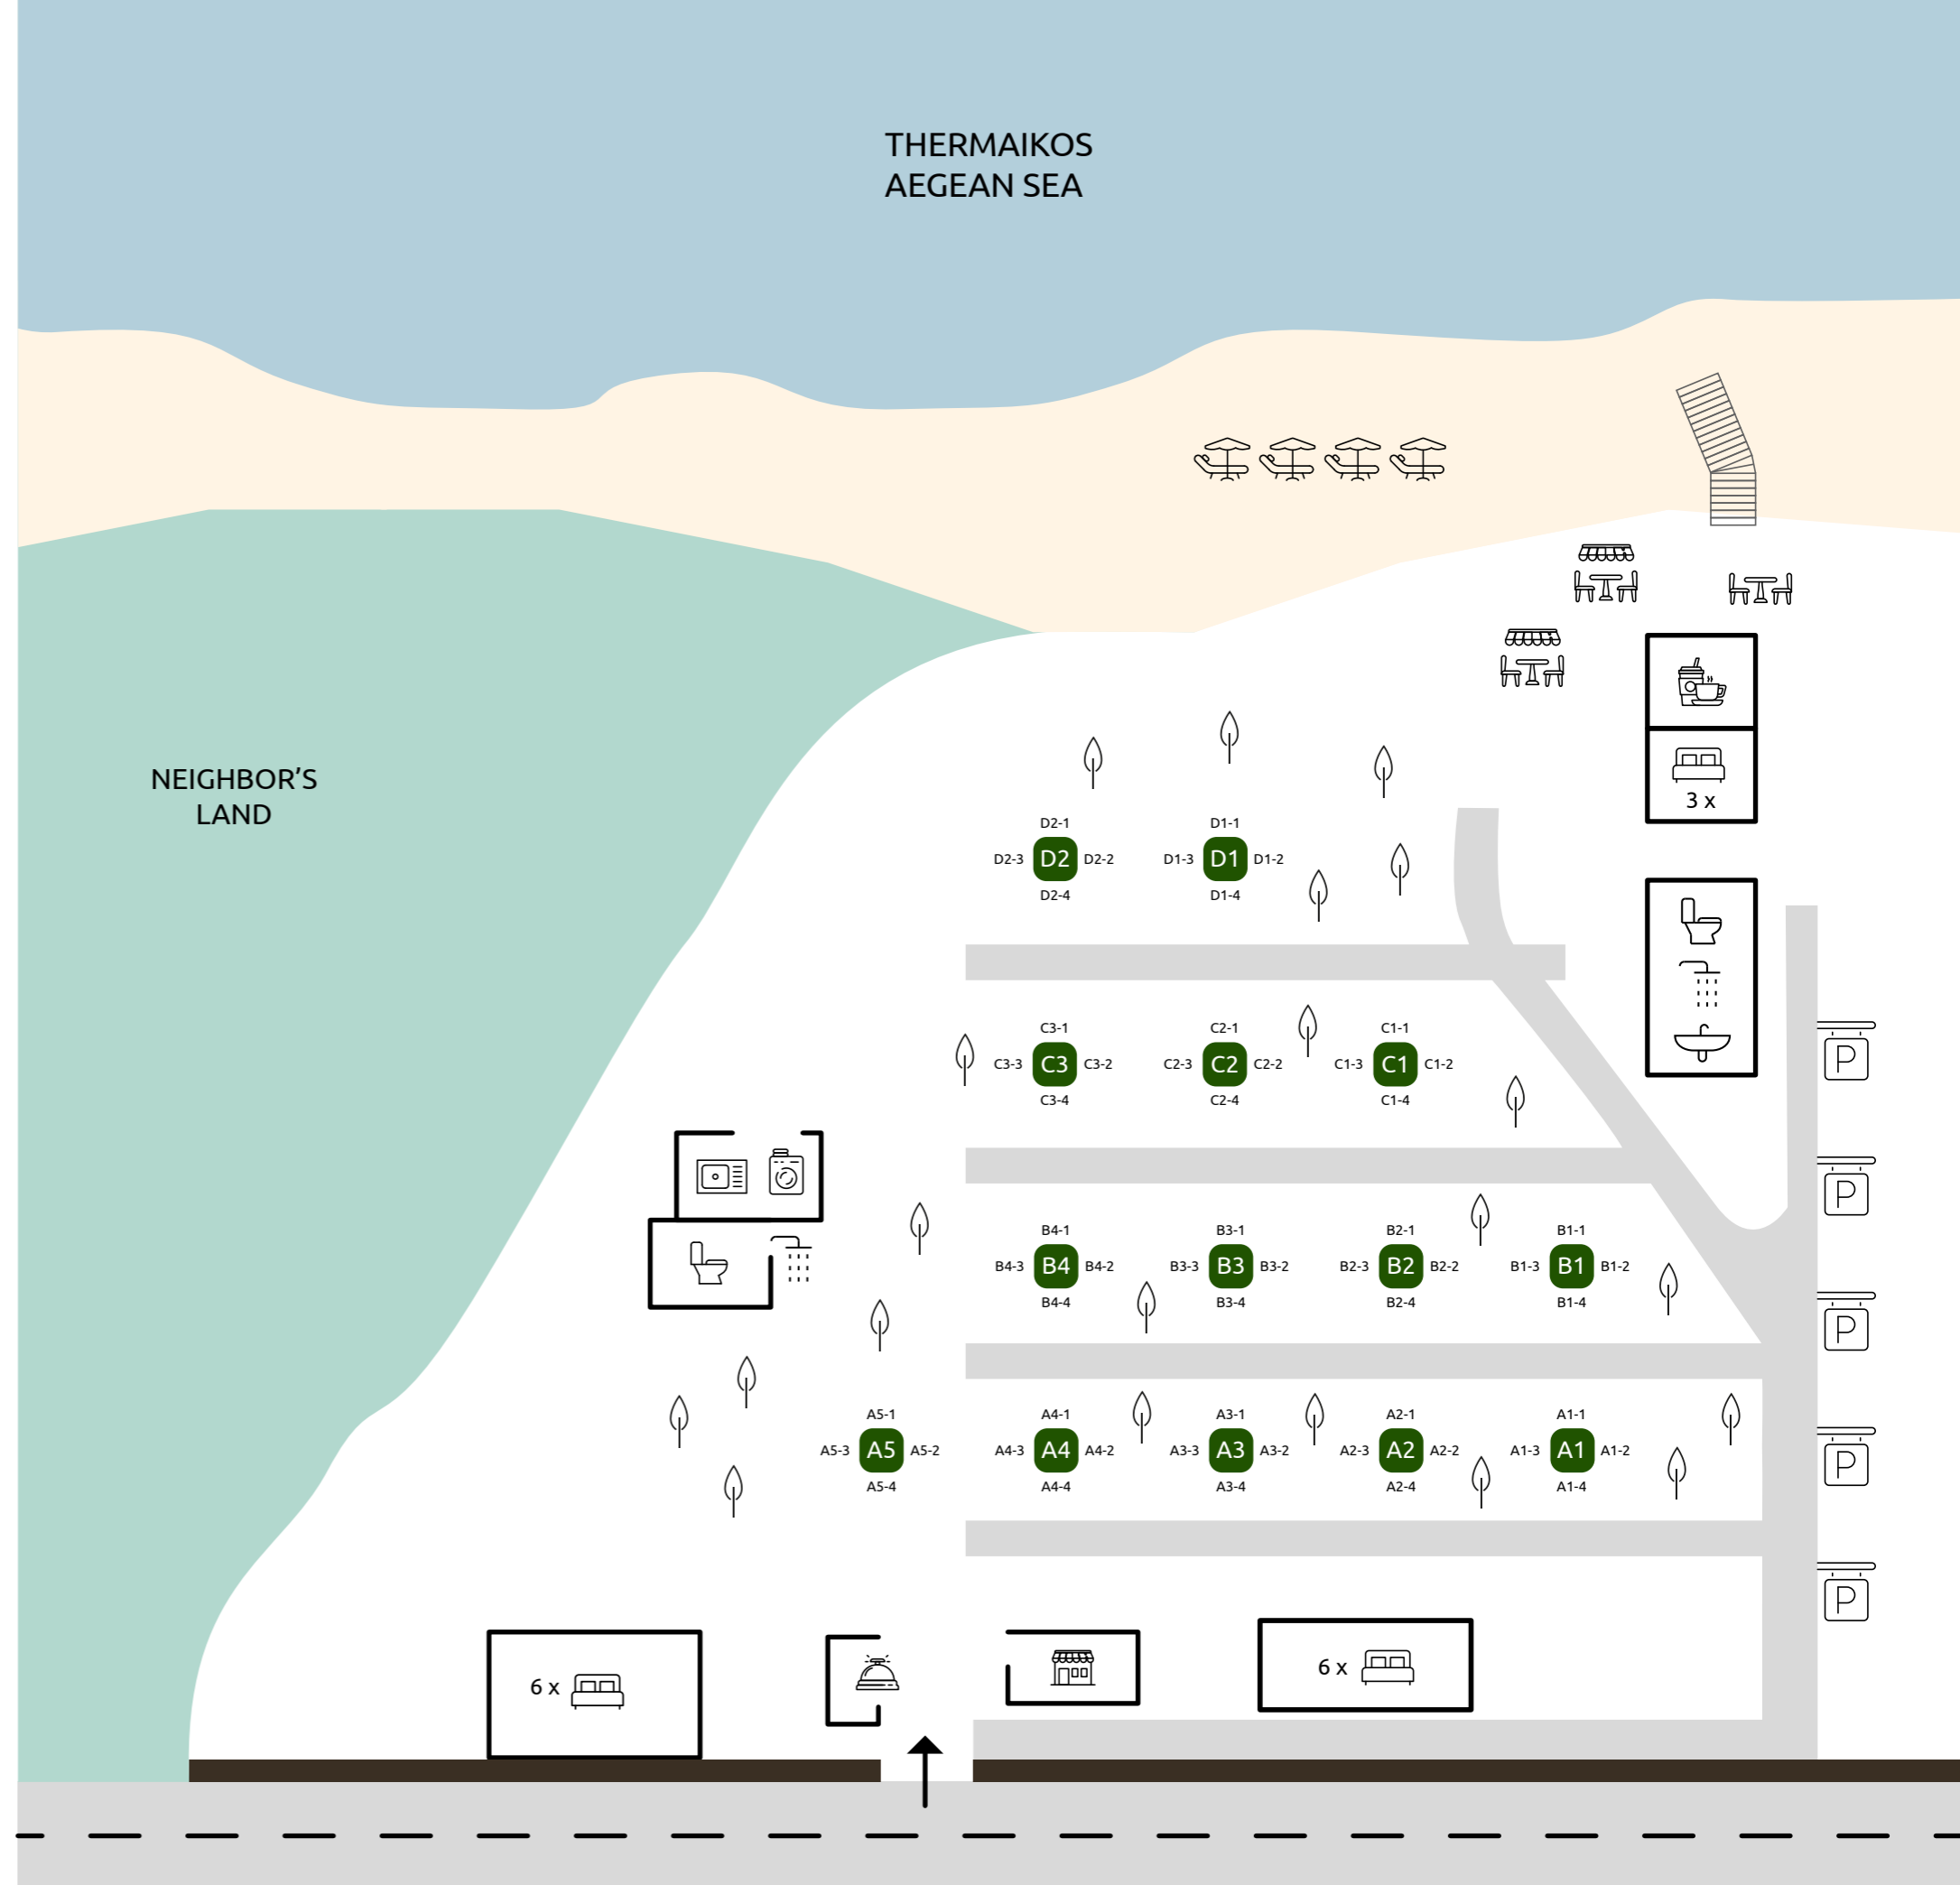 THERMAIKOS
AEGEAN SEA
NEIGHBOR’S
LAND
3 x
D2-1 D1-1
D2-3 D2 D2-2 D1-3 D1 D1-2
D2-4 D1-4
C3-1 C2-1 C1-1
C3-3 C3 C3-2 C2-3 C2 C2-2 C1-3 C1 C1-2
C3-4 C2-4 C1-4
P
P
B4-1 B3-1 B2-1 B1-1
B4-3 B4 B4-2 B3-3 B3 B3-2 B2-3 B2 B2-2 B1-3 B1 B1-2
B4-4 B3-4 B2-4 B1-4
P
A5-1 A4-1 A3-1 A2-1 A1-1
A5-3 A5 A5-2 A4-3 A4 A4-2 A3-3 A3 A3-2 A2-3 A2 A2-2 A1-3 A1 A1-2
A5-4 A4-4 A3-4 A2-4 A1-4
P
P
6 x
6 x